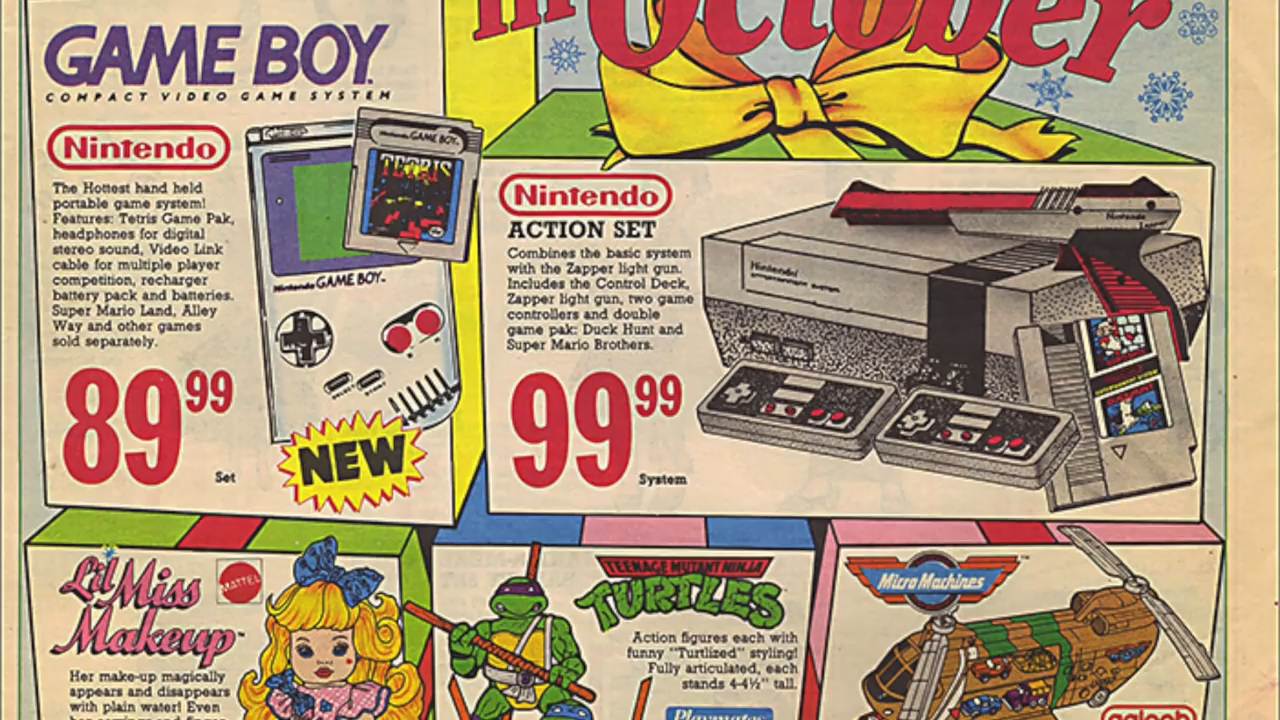 in October
GAME BOY
COMPACT VIDEO GAME SYSTEM
Nintendo
The Hottest hand held
portable game system!
Features: Tetris Game Pak,
headphones for digital
stereo sound, Video Link
cable for multiple player
competition, recharger
battery pack and batteries.
Super Mario Land, Alley
Way and other games
sold separately.
89 99
Set
Nintendo GAME BOY
TETRIS
Nintendo GAME BOY
NEW
Nintendo
ACTION SET
Combines the basic system
with the Zapper light gun.
Includes the Control Deck,
Zapper light gun, two game
controllers and double
game pak: Duck Hunt and
Super Mario Brothers.
99 99
System
Nintendo
Nintendo
Lil Miss
Makeup™
MATTEL
Her make-up magically
appears and disappears
with plain water! Even
TEENAGE MUTANT NINJA
TURTLES
Action figures each with
funny "Turtlized" styling!
Fully articulated, each
stands 4-4½" tall.
Playmates
Micro Machines™
galoob